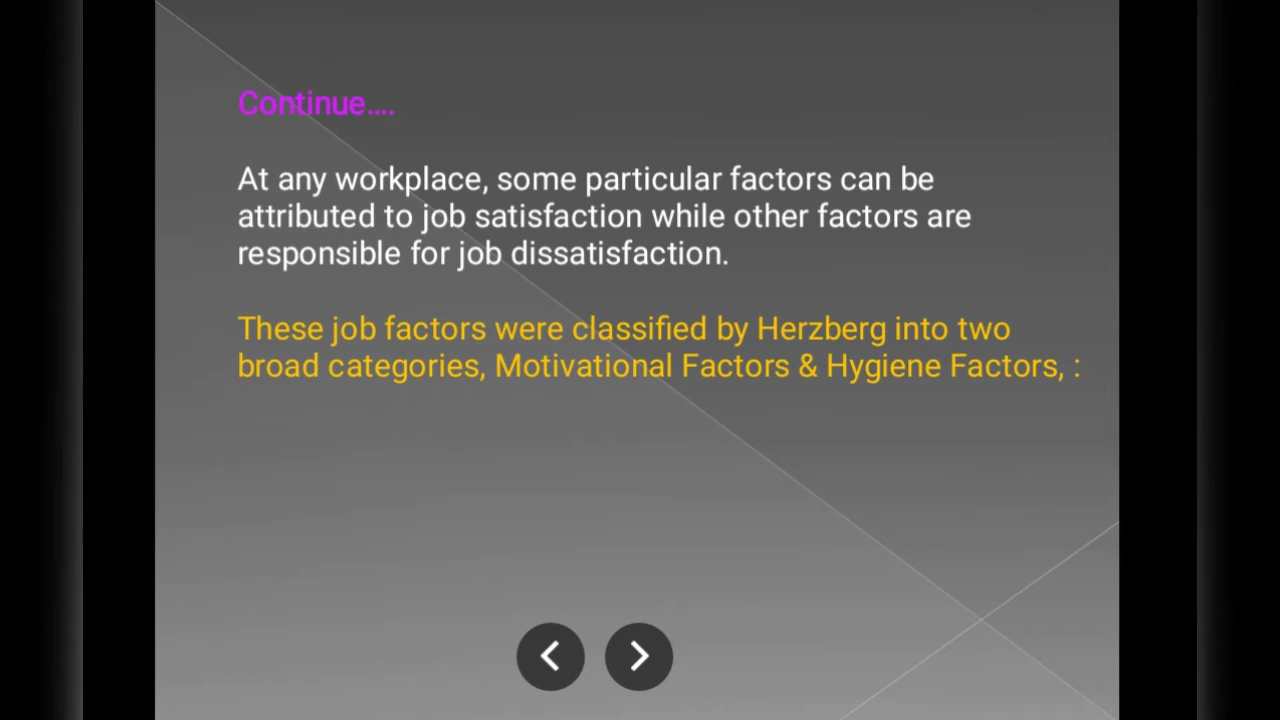 Continue....
At any workplace, some particular factors can be
attributed to job satisfaction while other factors are
responsible for job dissatisfaction.
These job factors were classified by Herzberg into two
broad categories, Motivational Factors & Hygiene Factors, :